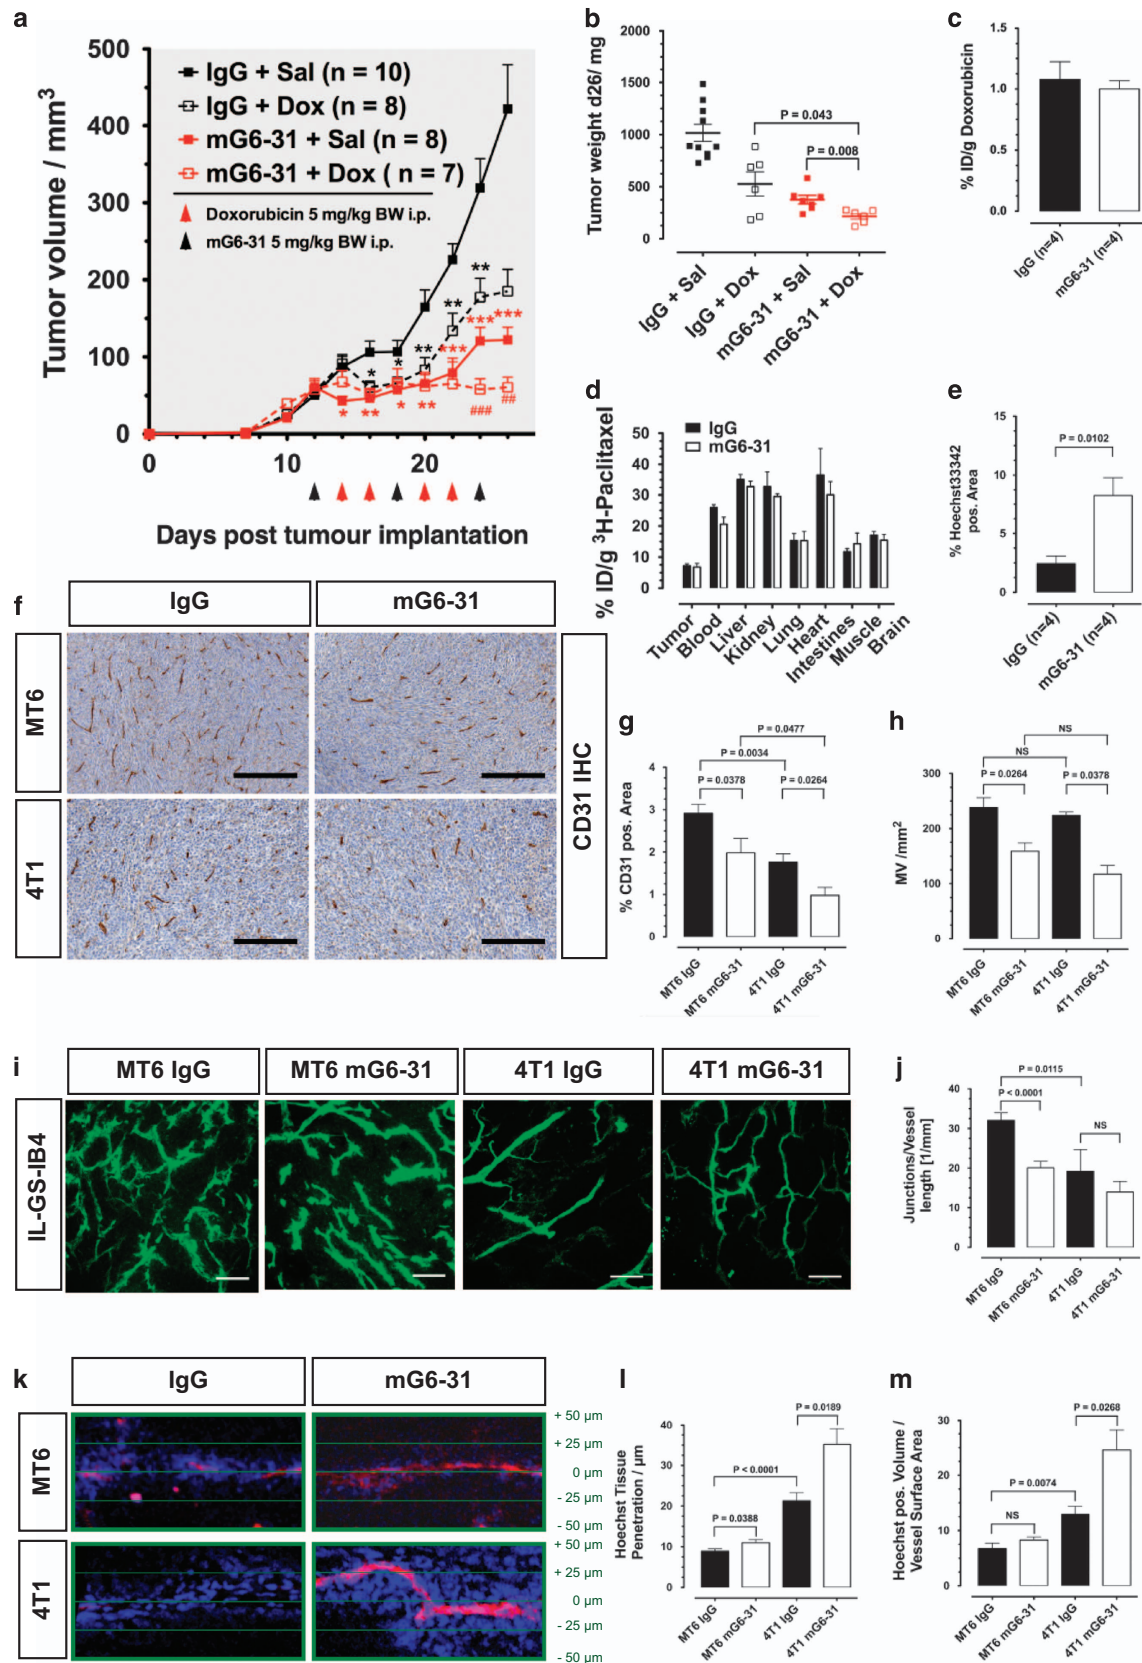 a
500
400
300
200
100
0
Tumor volume / mm3
IgG + Sal (n = 10)
IgG + Dox (n = 8)
mG6-31 + Sal (n = 8)
mG6-31 + Dox ( n = 7)
Doxorubicin 5 mg/kg BW i.p.
mG6-31 5 mg/kg BW i.p.
* * ** ** **
* ** * ** *** *** ***
### ##
0 10 20
Days post tumour implantation
b
Tumor weight d26/ mg
2000
1500
1000
500
0
P = 0.043
P = 0.008
IgG + Sal
IgG + Dox
mG6-31 + Sal
mG6-31 + Dox
c
% ID/g Doxorubicin
1.5
1.0
0.5
0.0
IgG (n=4)
mG6-31 (n=4)
d
% ID/g 3H-Paclitaxel
50
40
30
20
10
0
IgG
mG6-31
Tumor
Blood
Liver
Kidney
Lung
Heart
Intestines
Muscle
Brain
e
% Hoechst33342
pos. Area
15
10
5
0
P = 0.0102
IgG (n=4)
mG6-31 (n=4)
f
IgG
mG6-31
MT6
4T1
CD31 IHC
g
% CD31 pos. Area
4
3
2
1
0
P = 0.0477
P = 0.0034
P = 0.0378
P = 0.0264
MT6 IgG
MT6 mG6-31
4T1 IgG
4T1 mG6-31
h
MV /mm2
300
200
100
0
NS
NS
P = 0.0264
P = 0.0378
MT6 IgG
MT6 mG6-31
4T1 IgG
4T1 mG6-31
i
MT6 IgG
MT6 mG6-31
4T1 IgG
4T1 mG6-31
IL-GS-IB4
j
Junctions/Vessel
length [1/mm]
40
30
20
10
0
P = 0.0115
P < 0.0001
NS
MT6 IgG
MT6 mG6-31
4T1 IgG
4T1 mG6-31
k
IgG
mG6-31
MT6
4T1
+ 50 µm
+ 25 µm
0 µm
- 25 µm
- 50 µm
+ 50 µm
+ 25 µm
0 µm
- 25 µm
- 50 µm
l
Hoechst Tissue
Penetration / µm
40
30
20
10
0
P = 0.0189
P < 0.0001
P = 0.0388
MT6 IgG
MT6 mG6-31
4T1 IgG
4T1 mG6-31
m
Hoechst pos. Volume /
Vessel Surface Area
30
20
10
0
P = 0.0268
P = 0.0074
NS
MT6 IgG
MT6 mG6-31
4T1 IgG
4T1 mG6-31